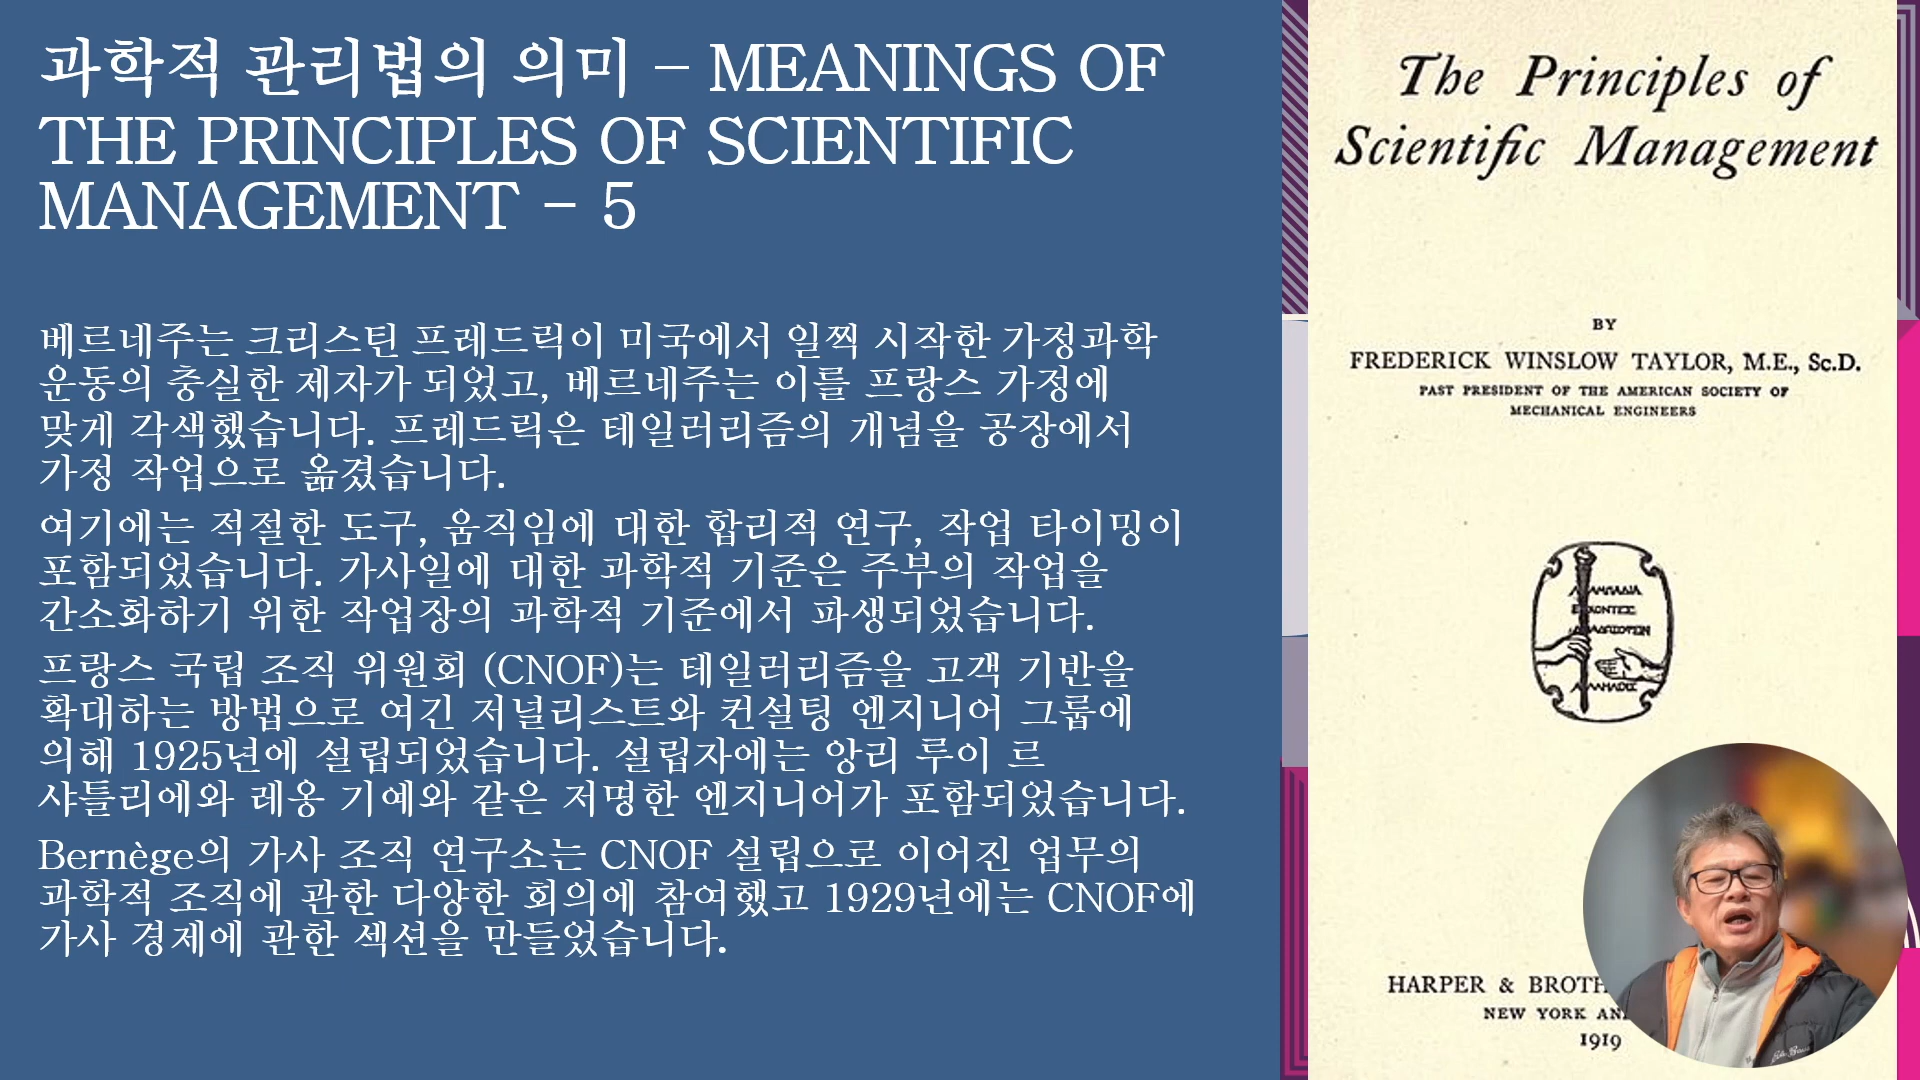 과학적 관리법의 의미 – MEANINGS OF
THE PRINCIPLES OF SCIENTIFIC
MANAGEMENT – 5
베르네주는 크리스틴 프레드릭이 미국에서 일찍 시작한 가정과학
운동의 충실한 제자가 되었고, 베르네주는 이를 프랑스 가정에
맞게 각색했습니다. 프레드릭은 테일러리즘의 개념을 공장에서
가정 작업으로 옮겼습니다.
여기에는 적절한 도구, 움직임에 대한 합리적 연구, 작업 타이밍이
포함되었습니다. 가사일에 대한 과학적 기준은 주부의 작업을
간소화하기 위한 작업장의 과학적 기준에서 파생되었습니다.
프랑스 국립 조직 위원회 (CNOF)는 테일러리즘을 고객 기반을
확대하는 방법으로 여긴 저널리스트와 컨설팅 엔지니어 그룹에
의해 1925년에 설립되었습니다. 설립자에는 앙리 루이 르
샤틀리에와 레옹 기예와 같은 저명한 엔지니어가 포함되었습니다.
Bernège의 가사 조직 연구소는 CNOF 설립으로 이어진 업무의
과학적 조직에 관한 다양한 회의에 참여했고 1929년에는 CNOF에
가사 경제에 관한 섹션을 만들었습니다.
The Principles of
Scientific Management
BY
FREDERICK WINSLOW TAYLOR, M.E., Sc.D.
PAST PRESIDENT OF THE AMERICAN SOCIETY OF
MECHANICAL ENGINEERS
HARPER & BROTH
NEW YORK AN
1919